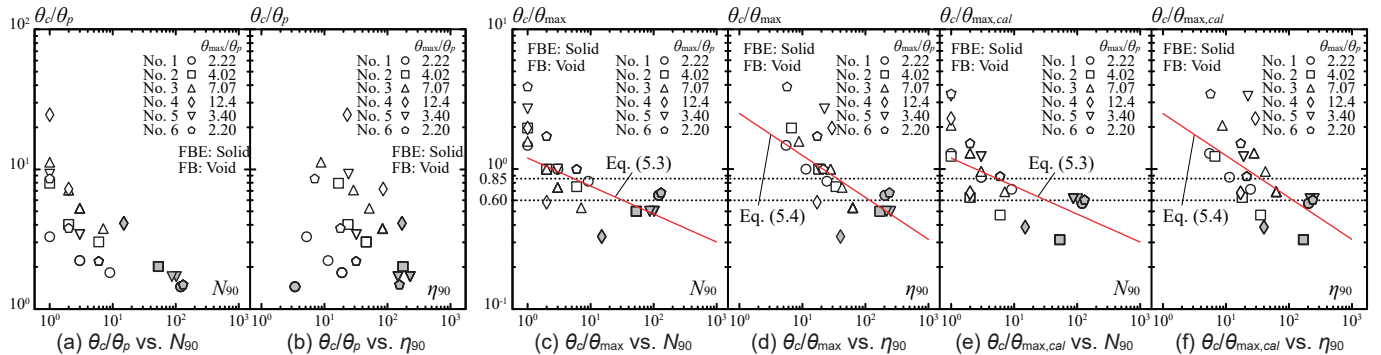 θc/θp
10²
10¹
10⁰
θmax/θp
No. 1 2.22
No. 2 4.02
No. 3 7.07
No. 4 12.4
No. 5 3.40
No. 6 2.20
FBE: Solid
FB: Void
N90
10⁰ 10¹ 10² 10³
(a) θc/θp vs. N90
θc/θp
θmax/θp
No. 1 2.22
No. 2 4.02
No. 3 7.07
No. 4 12.4
No. 5 3.40
No. 6 2.20
FBE: Solid
FB: Void
η90
10⁰ 10¹ 10² 10³
(b) θc/θp vs. η90
θc/θmax
10¹
10⁰
0.85
0.60
10⁻¹
FBE: Solid
FB: Void
θmax/θp
No. 1 2.22
No. 2 4.02
No. 3 7.07
No. 4 12.4
No. 5 3.40
No. 6 2.20
Eq. (5.3)
N90
10⁰ 10¹ 10² 10³
(c) θc/θmax vs. N90
θc/θmax
FBE: Solid
FB: Void
θmax/θp
No. 1 2.22
No. 2 4.02
No. 3 7.07
No. 4 12.4
No. 5 3.40
No. 6 2.20
Eq. (5.4)
η90
10⁰ 10¹ 10² 10³
(d) θc/θmax vs. η90
θc/θmax,cal
FBE: Solid
FB: Void
θmax/θp
No. 1 2.22
No. 2 4.02
No. 3 7.07
No. 4 12.4
No. 5 3.40
No. 6 2.20
Eq. (5.3)
N90
10⁰ 10¹ 10² 10³
(e) θc/θmax,cal vs. N90
θc/θmax,cal
FBE: Solid
FB: Void
θmax/θp
No. 1 2.22
No. 2 4.02
No. 3 7.07
No. 4 12.4
No. 5 3.40
No. 6 2.20
Eq. (5.4)
η90
10⁰ 10¹ 10² 10³
(f) θc/θmax,cal vs. η90